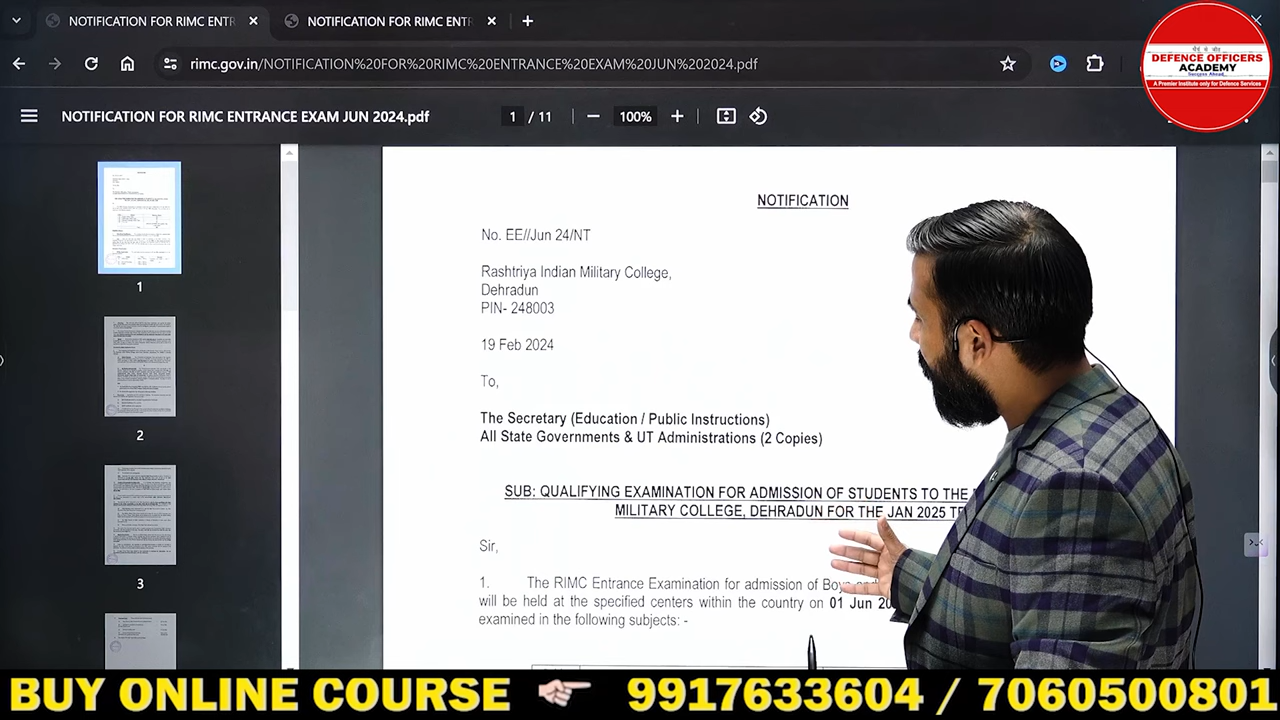 NOTIFICATION FOR RIMC ENTR
NOTIFICATION FOR RIMC ENTR
rimc.gov.in/NOTIFICATION%20FOR%20RIM 20EXAM 2024.pdf
शौर्य से जीत
DEFENCE OFFICERS
ACADEMY
Success Ahead
A Premier Institute only for Defence Services
NOTIFICATION FOR RIMC ENTRANCE EXAM JUN 2024.pdf
1 / 11
100%
1
2
3
NOTIFICATION
No. EE//Jun 24/NT
Rashtriya Indian Military College,
Dehradun
PIN- 248003
19 Feb 2024
To,
The Secretary (Education / Public Instructions)
All State Governments & UT Administrations (2 Copies)
SUB: QUALIFYING EXAMINATION FOR ADMISSION OF STUDENTS TO THE
MILITARY COLLEGE, DEHRADUN FOR THE JAN 2025
Sir
1. The RIMC Entrance Examination for admission of Boys
will be held at the specified centers within the country on 01 Jun
examined in the following subjects: -
BUY ONLINE COURSE 9917633604 / 7060500801